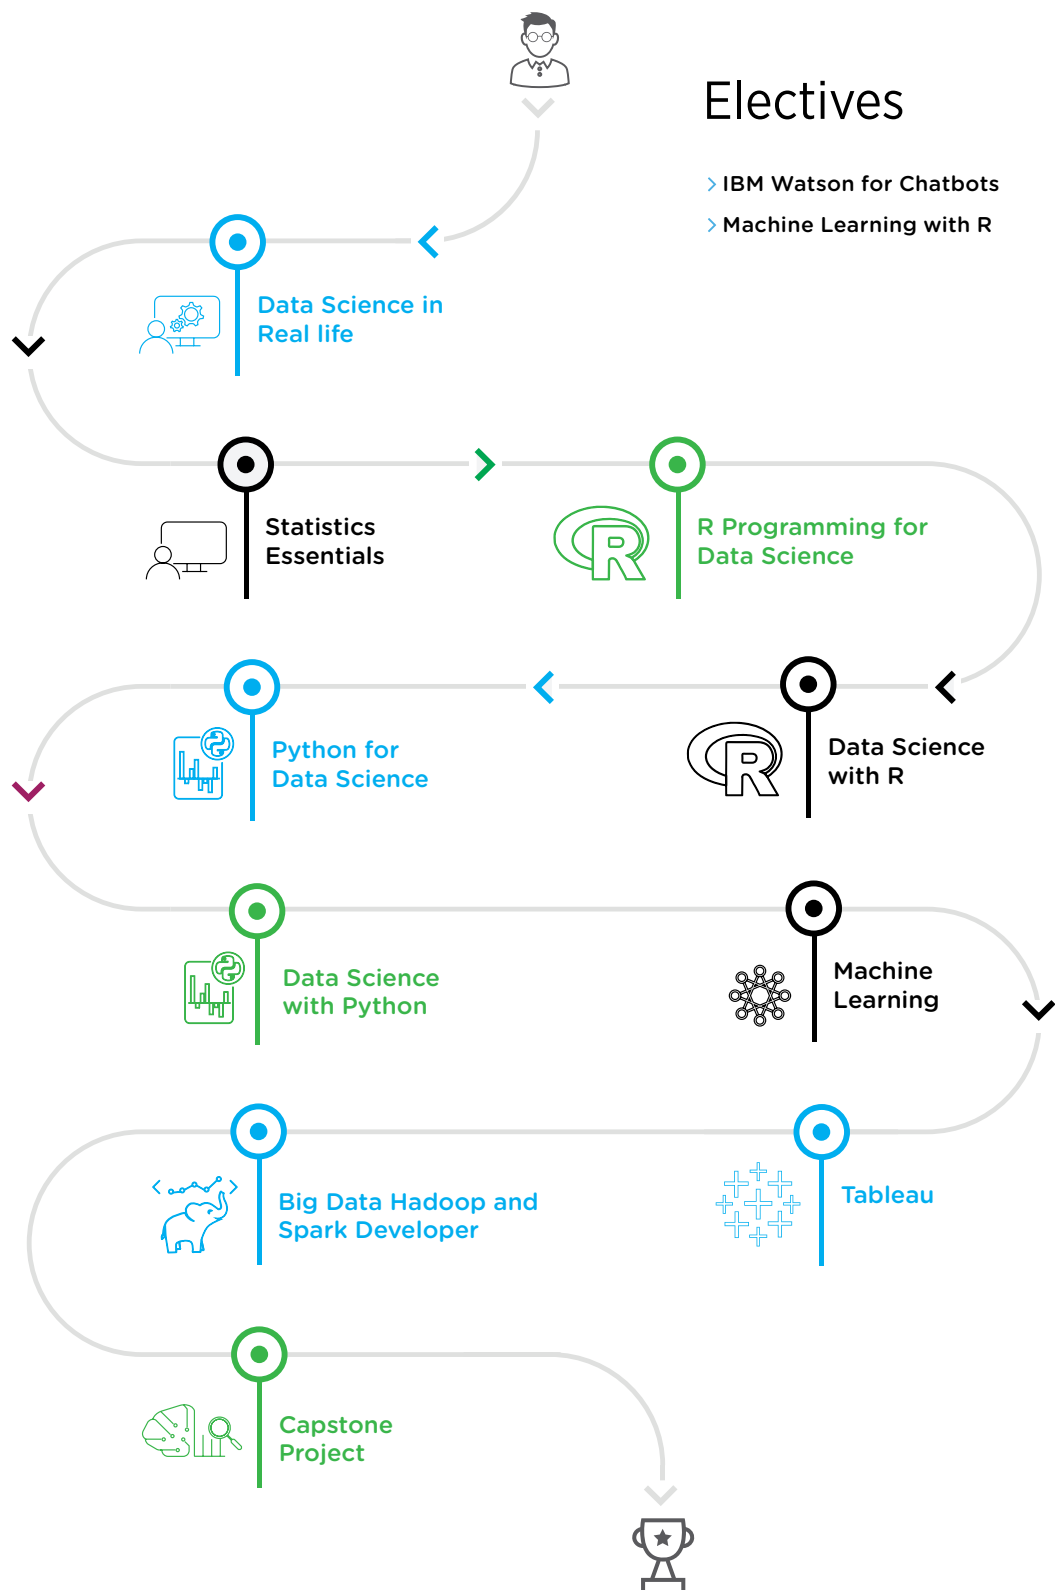 Electives
IBM Watson for Chatbots
Machine Learning with R
Data Science in
Real life
Statistics
Essentials
R
R Programming for
Data Science
Python for
Data Science
R
Data Science
with R
Data Science
with Python
Machine
Learning
Big Data Hadoop and
Spark Developer
Tableau
Capstone
Project